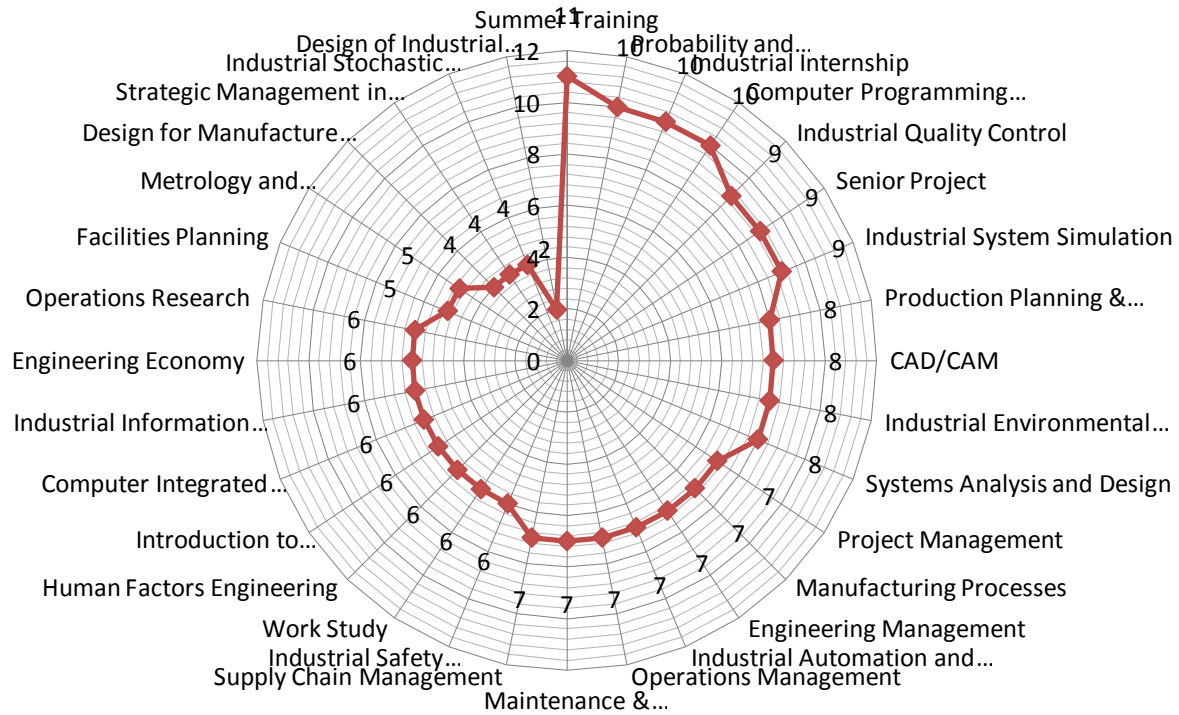 Summer Training
11
Probability and...
10
Industrial Internship
10
Computer Programming...
10
Industrial Quality Control
9
Senior Project
9
Industrial System Simulation
9
Production Planning &...
8
CAD/CAM
8
Industrial Environmental...
8
Systems Analysis and Design
8
Project Management
7
Manufacturing Processes
7
Engineering Management
7
Industrial Automation and...
7
Operations Management
7
Maintenance &...
7
Supply Chain Management
7
Industrial Safety...
6
Work Study
6
Human Factors Engineering
6
Introduction to...
6
Computer Integrated...
6
Industrial Information...
6
Engineering Economy
6
Operations Research
6
Facilities Planning
5
Metrology and...
5
Design for Manufacture...
4
Strategic Management in...
4
Industrial Stochastic...
4
Design of Industrial...
2
12
10
8
6
4
2
0